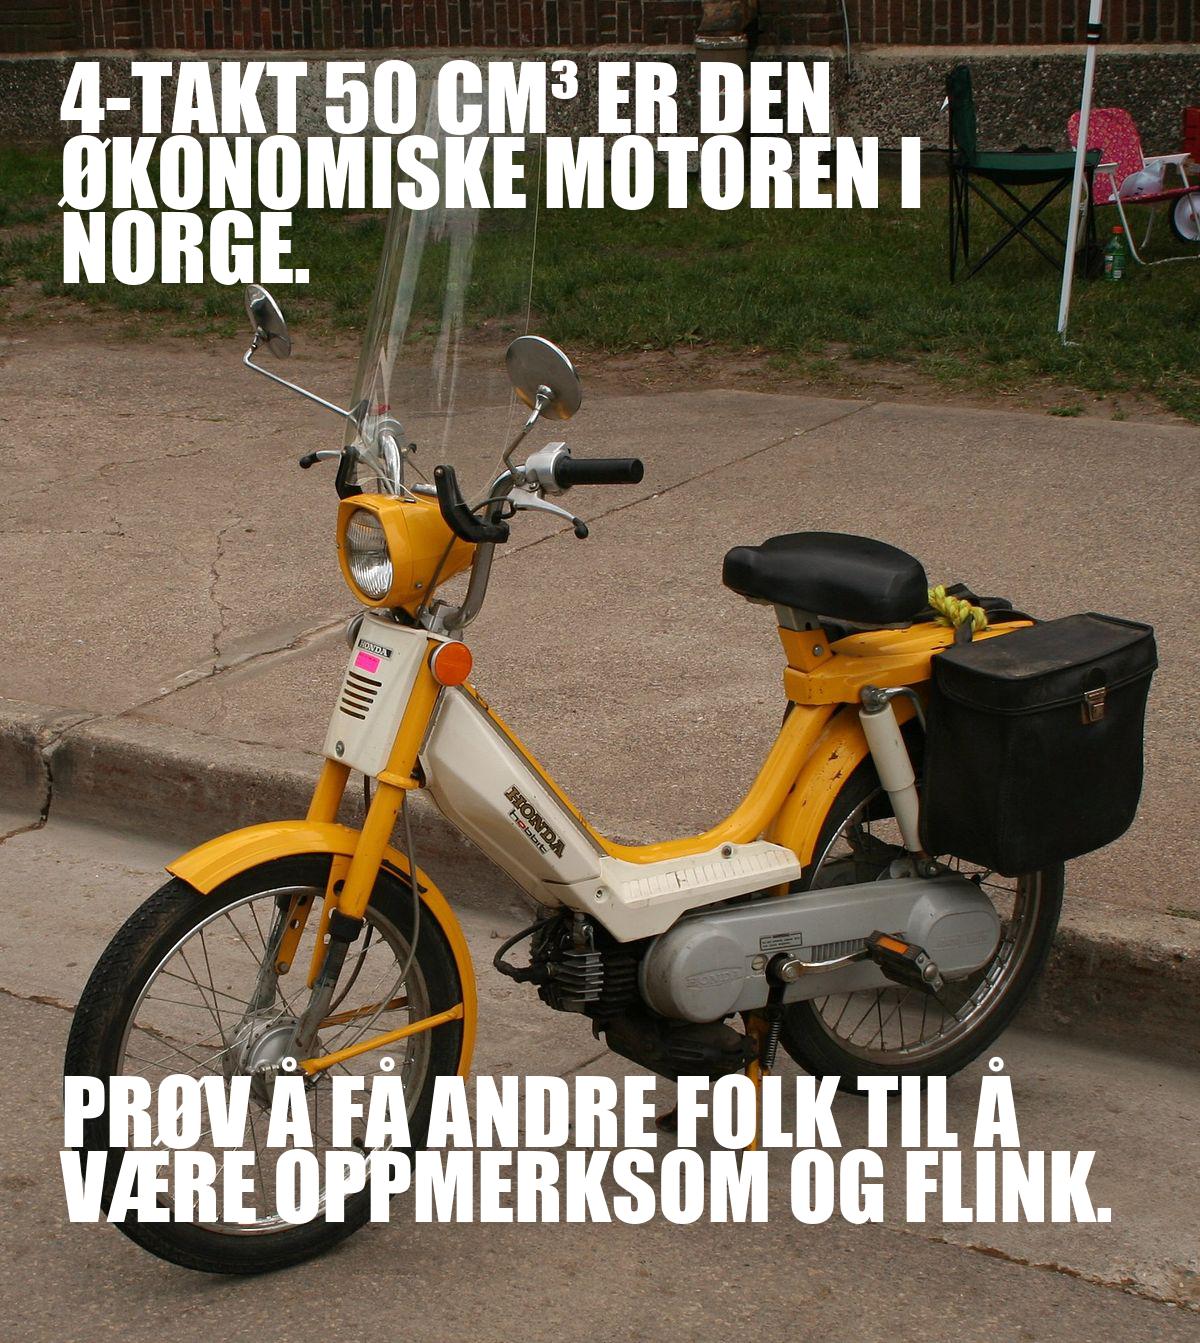 4-TAKT 50 CM³ ER DEN
ØKONOMISKE MOTOREN I
NORGE.
HONDA
HONDA
hobbit
HONDA
PRØV Å FÅ ANDRE FOLK TIL Å
VÆRE OPPMERKSOM OG FLINK.